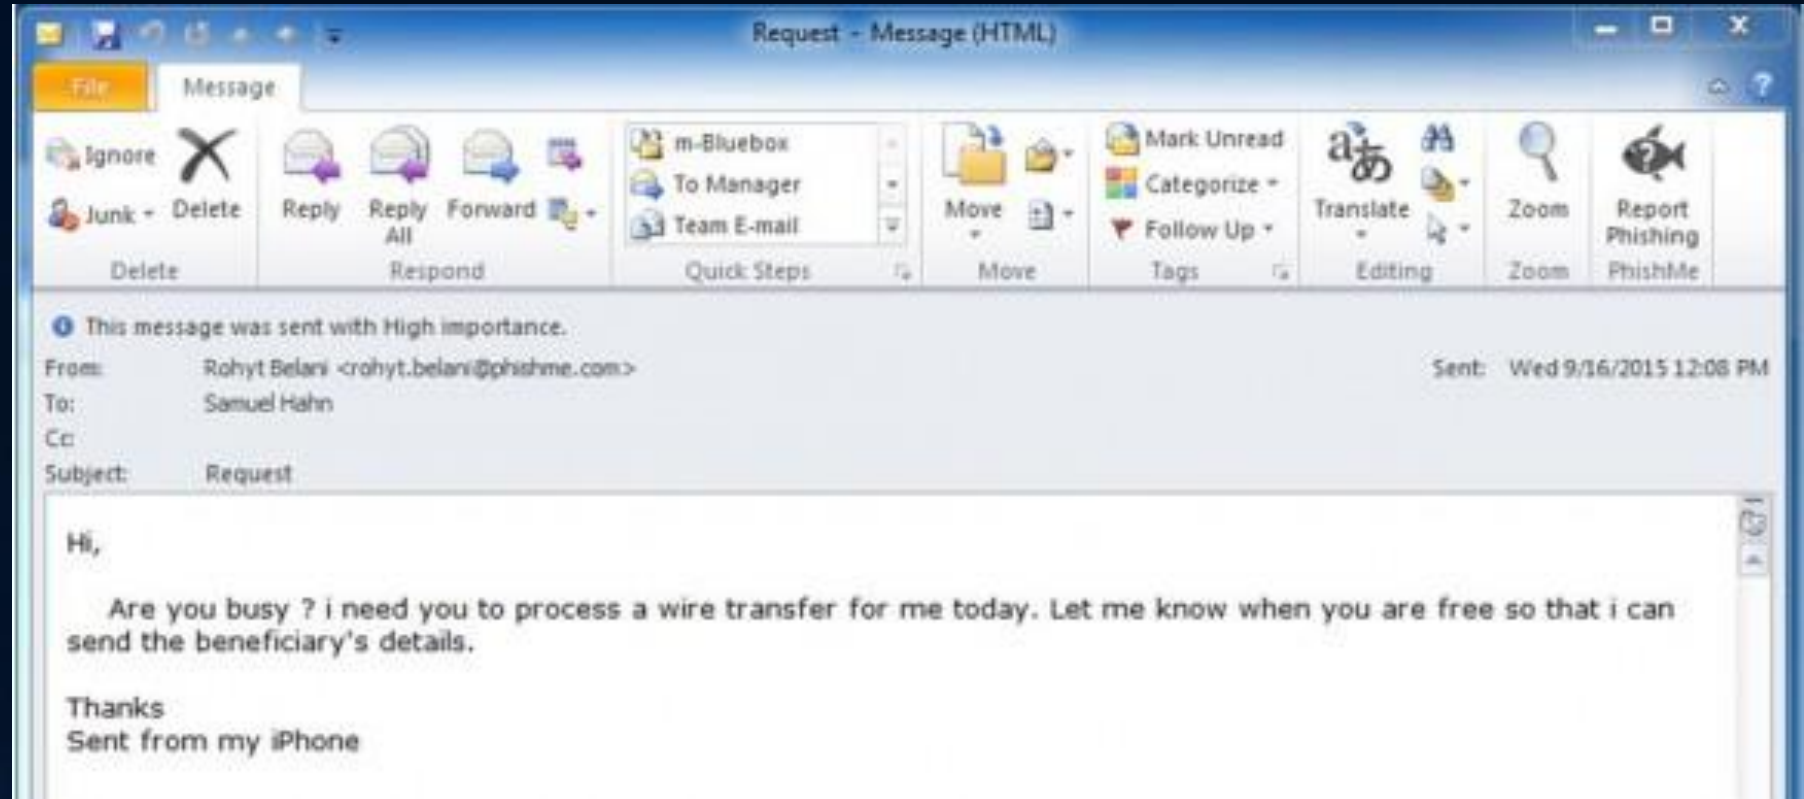 Request - Message (HTML)
File Message
Ignore
Junk
Delete
Reply
Reply All
Forward
m-Bluebox
To Manager
Team E-mail
Move
Mark Unread
Categorize
Follow Up
Translate
Zoom
Report Phishing
Delete Respond Quick Steps Move Tags Editing Zoom PhishMe
This message was sent with High importance.
From: Rohyt Belani <rohyt.belani@phishme.com> Sent: Wed 9/16/2015 12:08 PM
To: Samuel Hahn
Cc:
Subject: Request
Hi,
Are you busy ? i need you to process a wire transfer for me today. Let me know when you are free so that i can
send the beneficiary's details.
Thanks
Sent from my iPhone